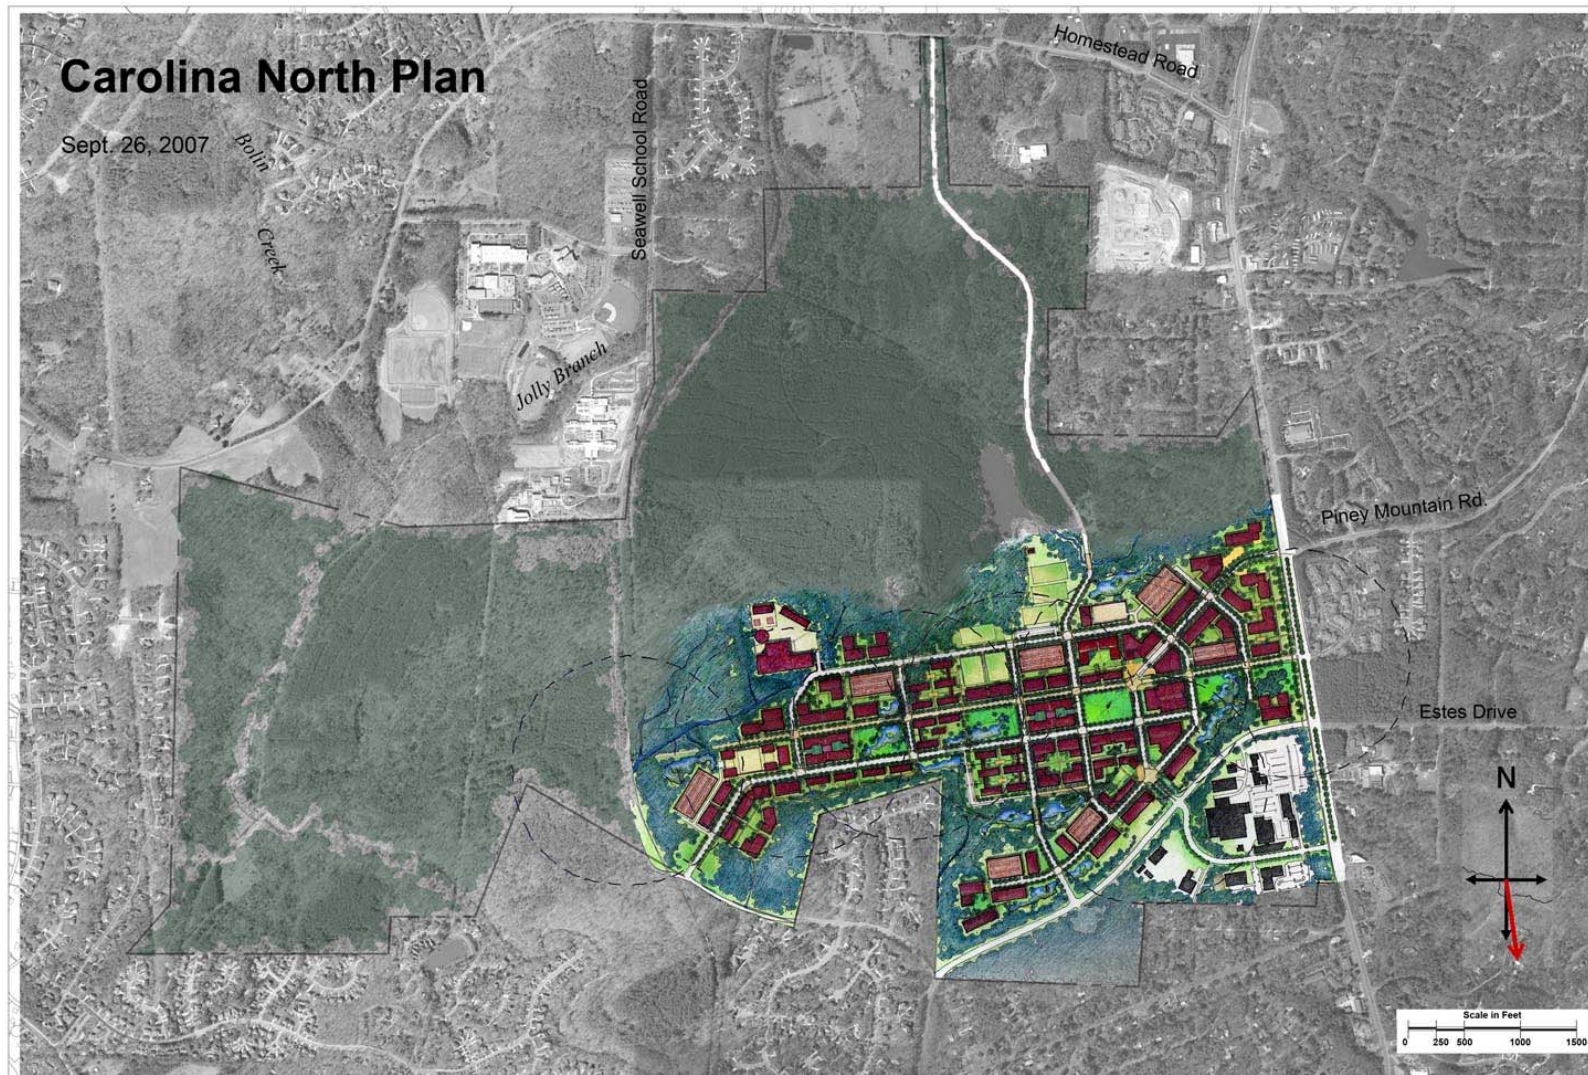 Carolina North Plan
Sept. 26, 2007
Homestead Road
Bolin
Creek
Seawell School Road
Jolly Branch
Piney Mountain Rd.
Estes Drive
N
Scale in Feet
0 250 500 1000 1500